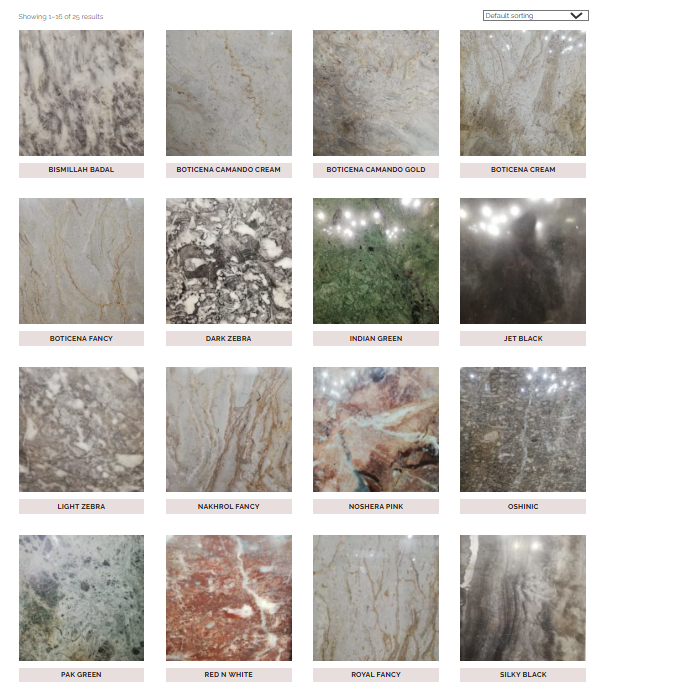 Showing 1–16 of 25 results
Default sorting
BISMILLAH BADAL
BOTICENA CAMANDO CREAM
BOTICENA CAMANDO GOLD
BOTICENA CREAM
BOTICENA FANCY
DARK ZEBRA
INDIAN GREEN
JET BLACK
LIGHT ZEBRA
NAKHROL FANCY
NOSHERA PINK
OSHINIC
PAK GREEN
RED N WHITE
ROYAL FANCY
SILKY BLACK